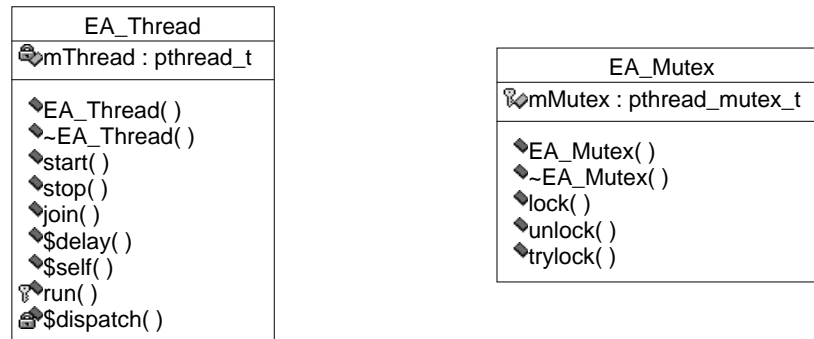 EA_Thread
mThread : pthread_t
EA_Thread( )
~EA_Thread( )
start( )
stop( )
join( )
$delay( )
$self( )
run( )
$dispatch( )
EA_Mutex
mMutex : pthread_mutex_t
EA_Mutex( )
~EA_Mutex( )
lock( )
unlock( )
trylock( )